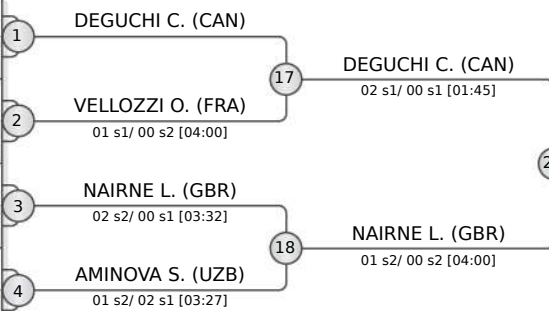 1
DEGUCHI C. (CAN)
17
DEGUCHI C. (CAN)
02 s1/ 00 s1 [01:45]
2
VELLOZZI O. (FRA)
01 s1/ 00 s2 [04:00]
3
NAIRNE L. (GBR)
02 s2/ 00 s1 [03:32]
18
NAIRNE L. (GBR)
01 s2/ 00 s2 [04:00]
4
AMINOVA S. (UZB)
01 s2/ 02 s1 [03:27]